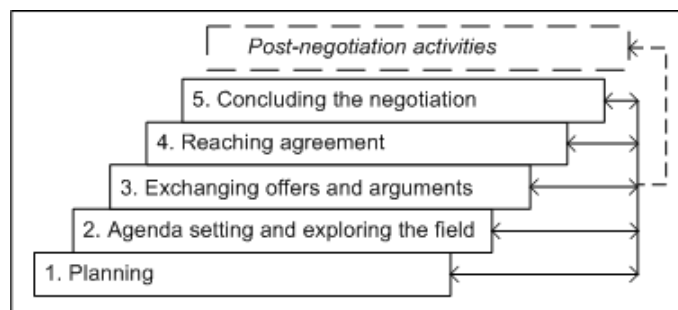 Post-negotiation activities
5. Concluding the negotiation
4. Reaching agreement
3. Exchanging offers and arguments
2. Agenda setting and exploring the field
1. Planning